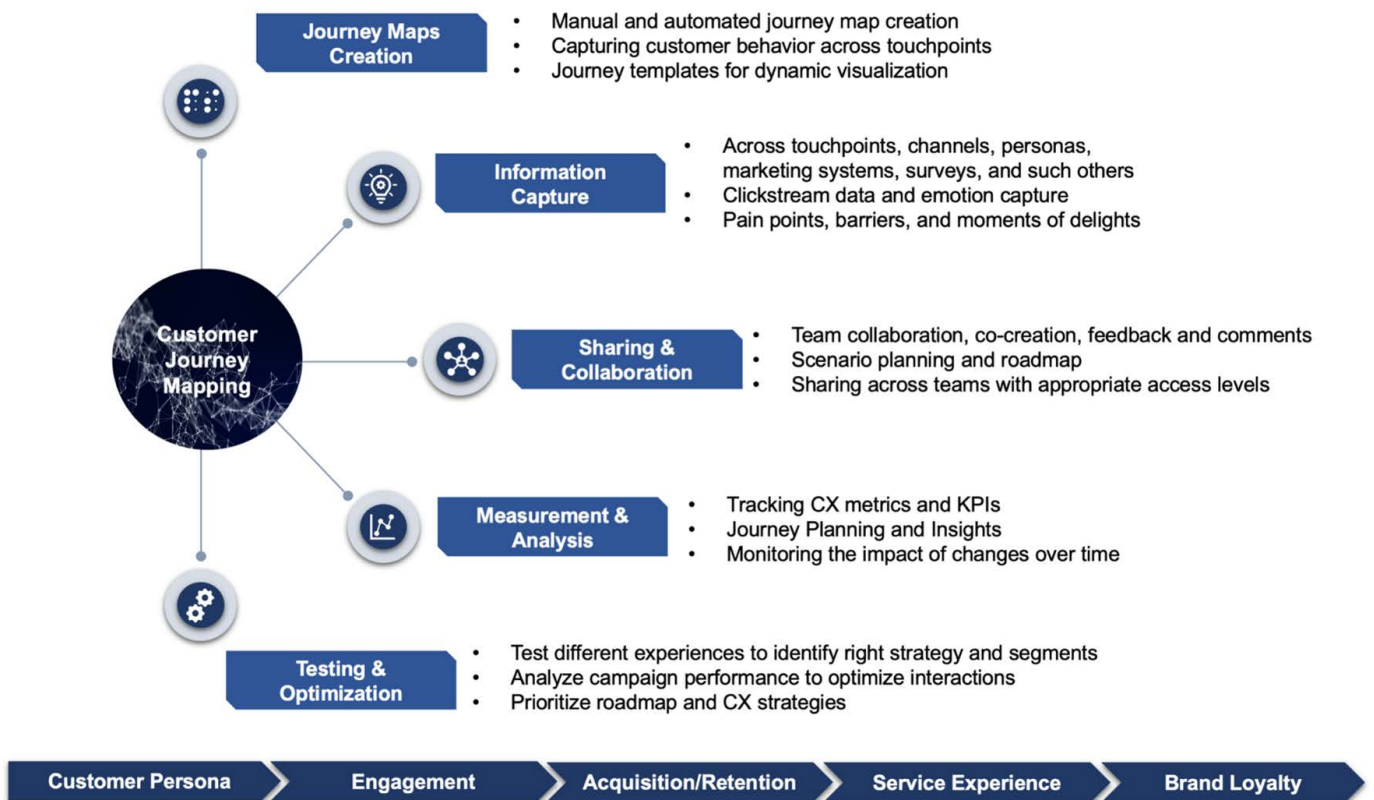 Journey Maps
Creation
• Manual and automated journey map creation
• Capturing customer behavior across touchpoints
• Journey templates for dynamic visualization
Information
Capture
• Across touchpoints, channels, personas,
marketing systems, surveys, and such others
• Clickstream data and emotion capture
• Pain points, barriers, and moments of delights
Customer
Journey
Mapping
Sharing &
Collaboration
• Team collaboration, co-creation, feedback and comments
• Scenario planning and roadmap
• Sharing across teams with appropriate access levels
Measurement &
Analysis
• Tracking CX metrics and KPIs
• Journey Planning and Insights
• Monitoring the impact of changes over time
Testing &
Optimization
• Test different experiences to identify right strategy and segments
• Analyze campaign performance to optimize interactions
• Prioritize roadmap and CX strategies
Customer Persona
Engagement
Acquisition/Retention
Service Experience
Brand Loyalty